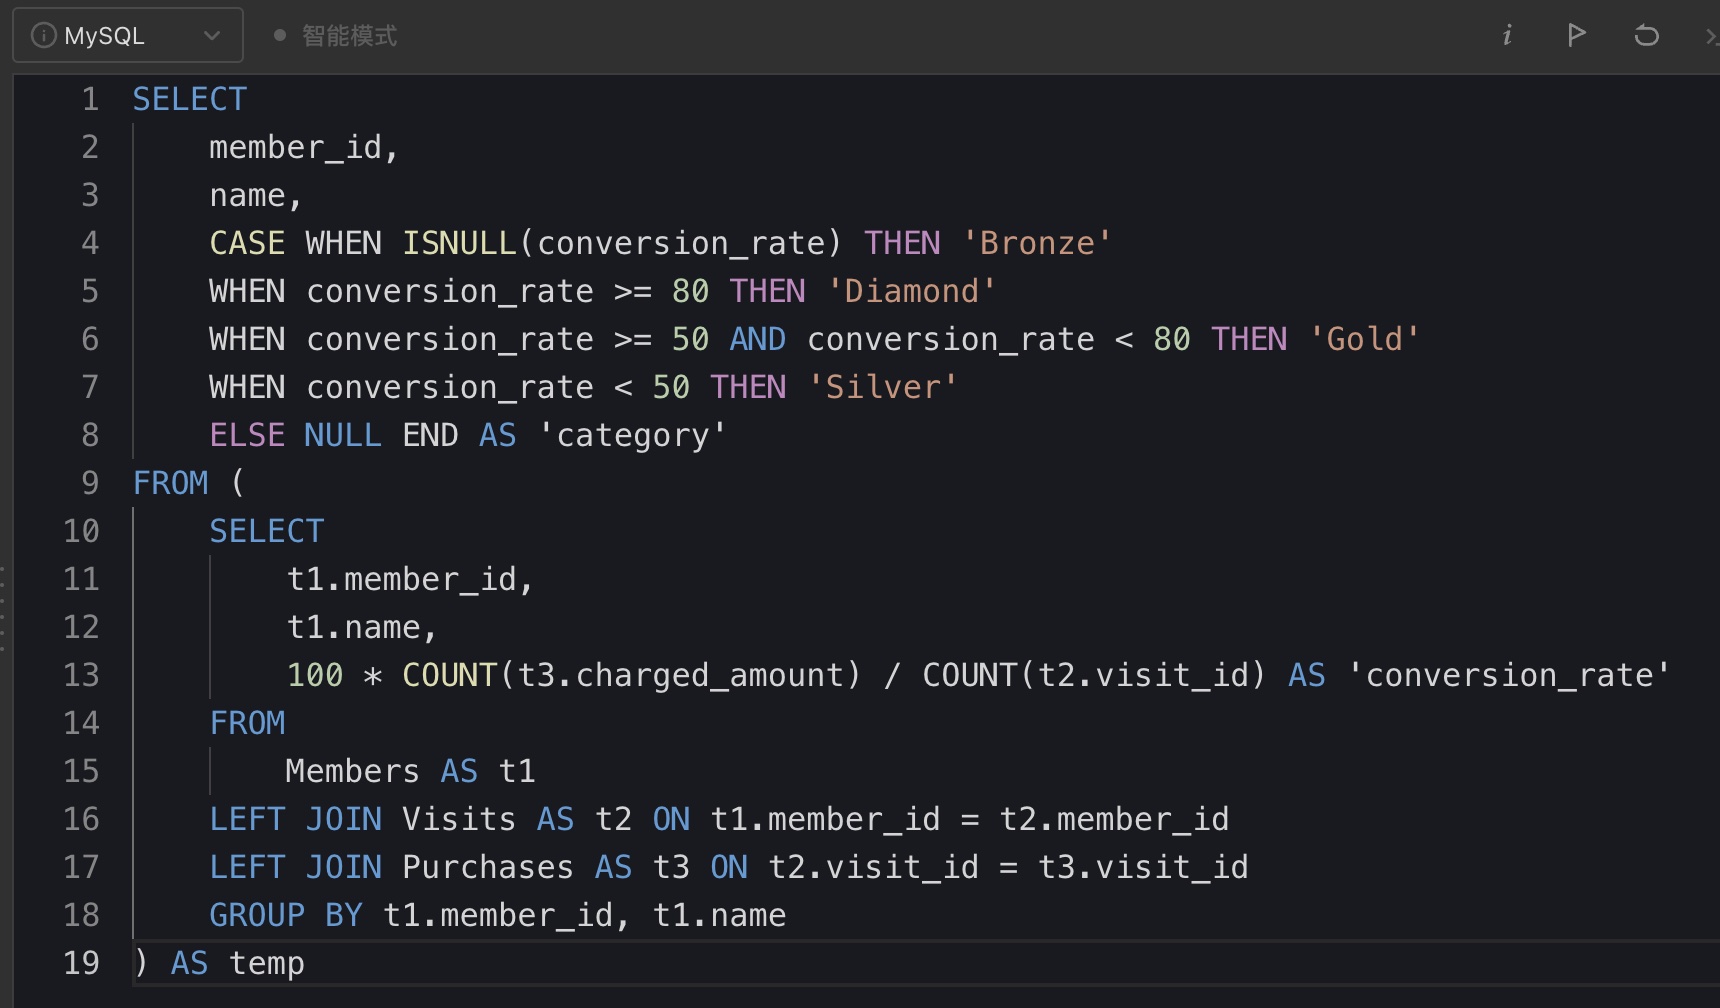 MySQL 智能模式
1 SELECT
2 member_id,
3 name,
4 CASE WHEN ISNULL(conversion_rate) THEN 'Bronze'
5 WHEN conversion_rate >= 80 THEN 'Diamond'
6 WHEN conversion_rate >= 50 AND conversion_rate < 80 THEN 'Gold'
7 WHEN conversion_rate < 50 THEN 'Silver'
8 ELSE NULL END AS 'category'
9 FROM (
10 SELECT
11 t1.member_id,
12 t1.name,
13 100 * COUNT(t3.charged_amount) / COUNT(t2.visit_id) AS 'conversion_rate'
14 FROM
15 Members AS t1
16 LEFT JOIN Visits AS t2 ON t1.member_id = t2.member_id
17 LEFT JOIN Purchases AS t3 ON t2.visit_id = t3.visit_id
18 GROUP BY t1.member_id, t1.name
19 ) AS temp